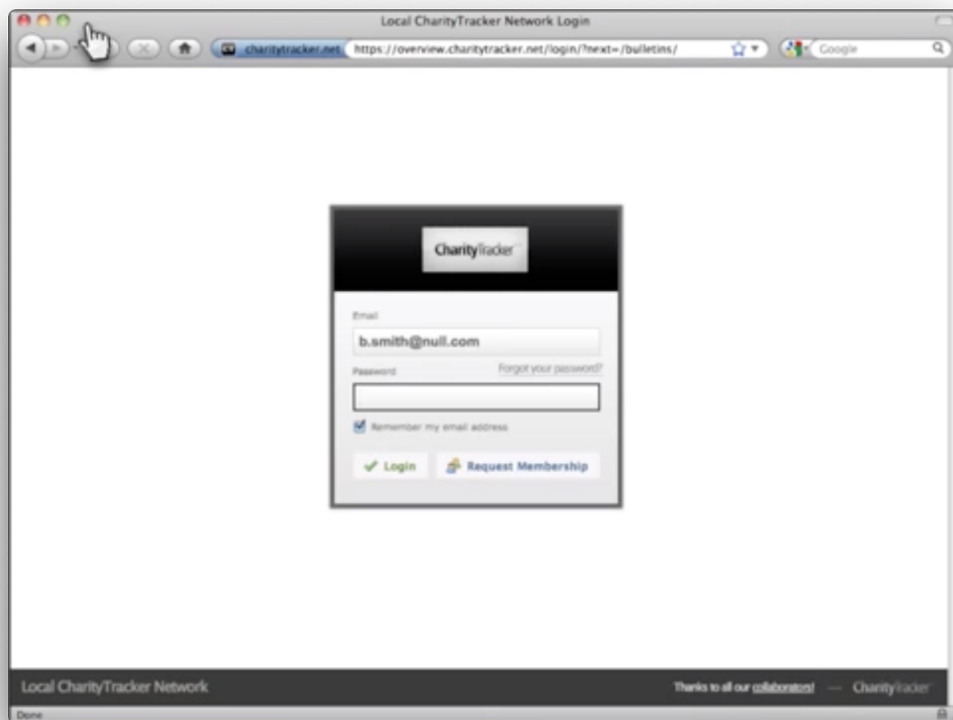 Local CharityTracker Network Login
charitytracker.net https://overview.charitytracker.net/login/?next=/bulletins/ Google
CharityTracker
Email
b.smith@null.com
Password Forgot your password?
Remember my email address
Login Request Membership
Local CharityTracker Network Thanks to all our collaborators! — CharityTracker
Done